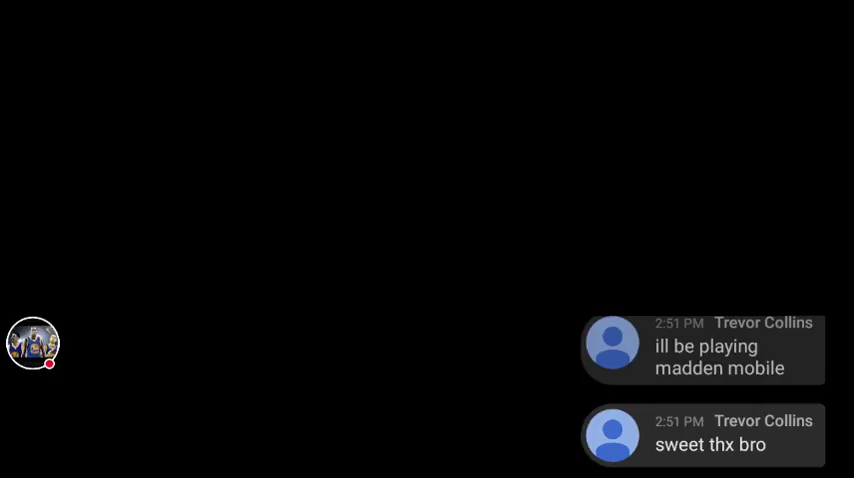 2:51 PM Trevor Collins
ill be playing
madden mobile
2:51 PM Trevor Collins
sweet thx bro